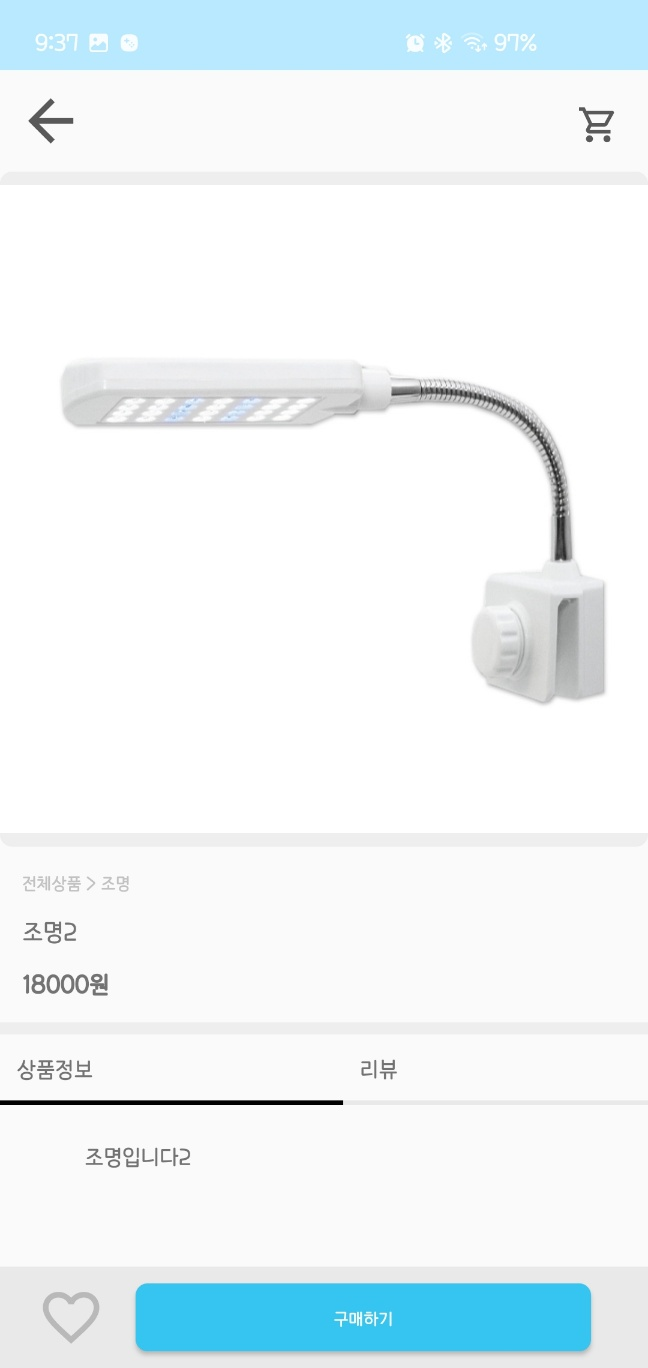 9:37 97%
전체상품 > 조명
조명2
18000원
상품정보 리뷰
조명입니다2
구매하기